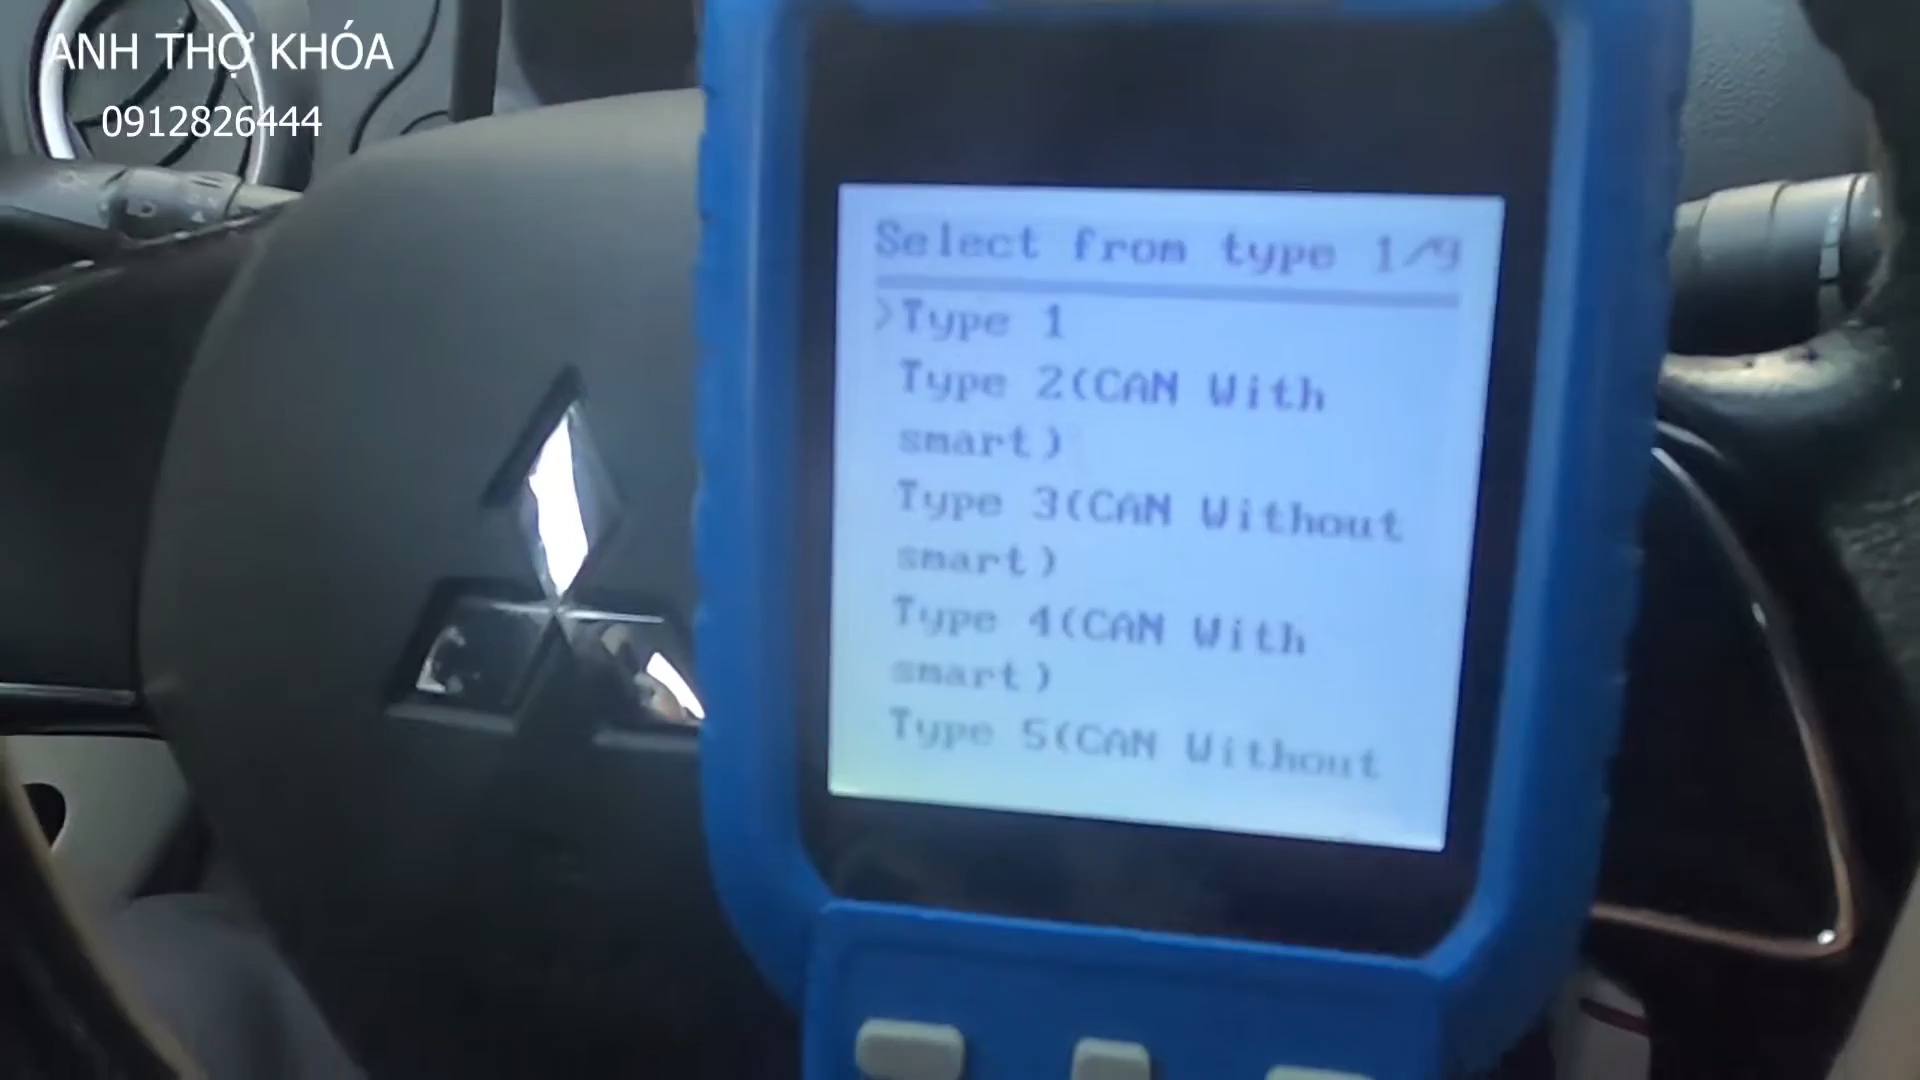 ANH THỢ KHÓA
0912826444
Select from type 1/9
>Type 1
Type 2(CAN With
smart)
Type 3(CAN Without
smart)
Type 4(CAN With
smart)
Type 5(CAN Without